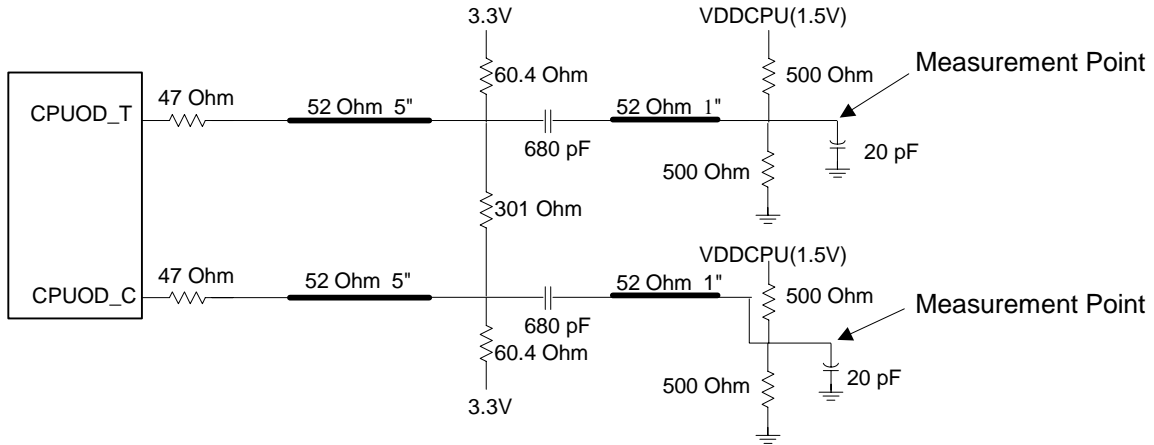 3.3V
VDDCPU(1.5V)
60.4 Ohm
500 Ohm
Measurement Point
47 Ohm
CPUOD_T
52 Ohm 5"
52 Ohm 1"
680 pF
20 pF
500 Ohm
301 Ohm
VDDCPU(1.5V)
47 Ohm
CPUOD_C
52 Ohm 5"
52 Ohm 1"
500 Ohm
Measurement Point
680 pF
60.4 Ohm
20 pF
500 Ohm
3.3V